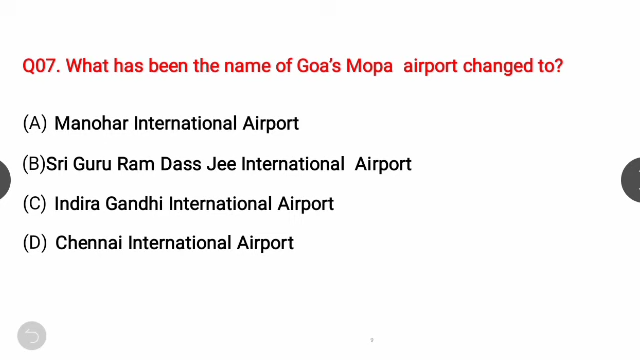 Q07. What has been the name of Goa's Mopa airport changed to?
(A) Manohar International Airport
(B)Sri Guru Ram Dass Jee International Airport
(C) Indira Gandhi International Airport
(D) Chennai International Airport